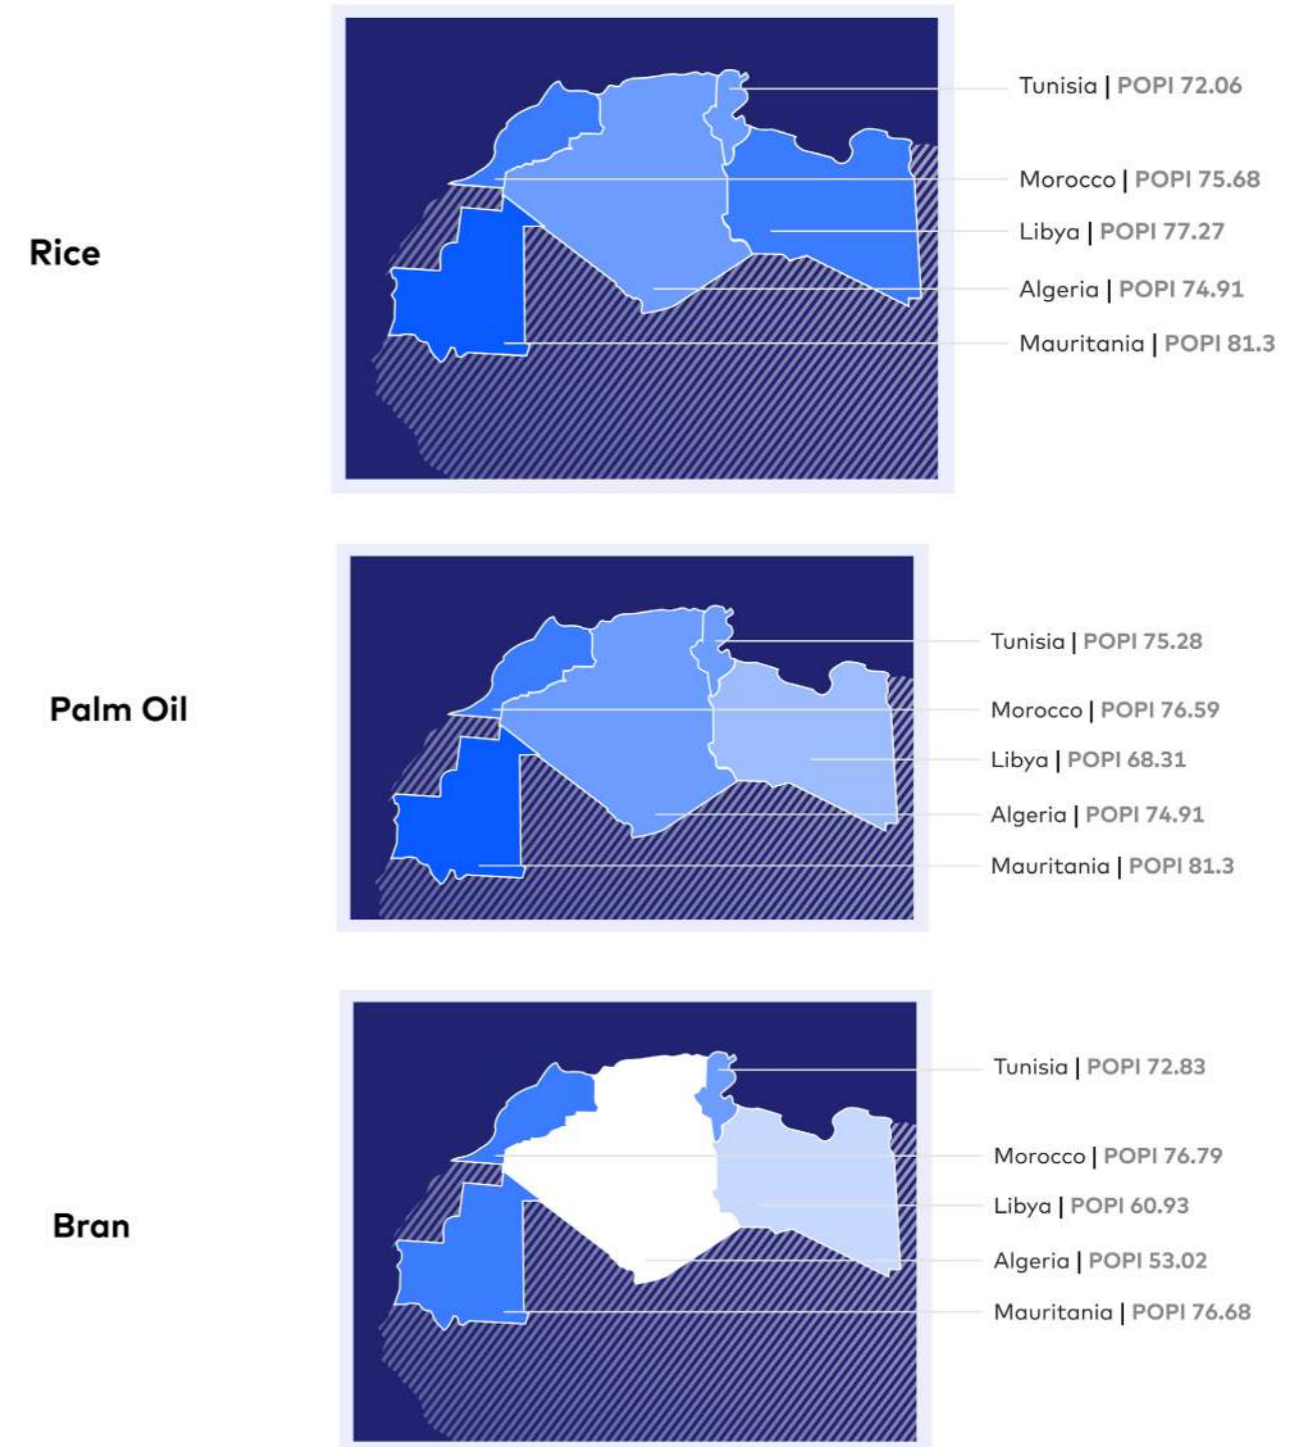 Rice
Tunisia | POPI 72.06
Morocco | POPI 75.68
Libya | POPI 77.27
Algeria | POPI 74.91
Mauritania | POPI 81.3
Palm Oil
Tunisia | POPI 75.28
Morocco | POPI 76.59
Libya | POPI 68.31
Algeria | POPI 74.91
Mauritania | POPI 81.3
Bran
Tunisia | POPI 72.83
Morocco | POPI 76.79
Libya | POPI 60.93
Algeria | POPI 53.02
Mauritania | POPI 76.68